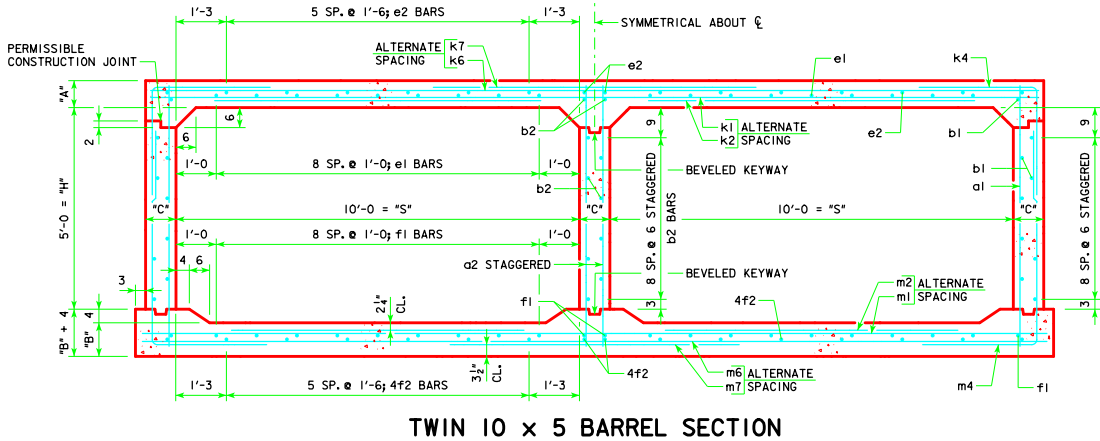 1'-3
5 SP. @ 1'-6; e2 BARS
1'-3
SYMMETRICAL ABOUT ℄
PERMISSIBLE
CONSTRUCTION JOINT
ALTERNATE
SPACING
k7
k6
e2
e1
k4
"A"
2
6
6
b2
k1
k2
ALTERNATE
SPACING
e2
b1
9
9
1'-0
8 SP. @ 1'-0; e1 BARS
1'-0
b2
BEVELED KEYWAY
b1
a1
5'-0 = "H"
"C"
10'-0 = "S"
"C"
10'-0 = "S"
"C"
8 SP. @ 6 STAGGERED
b2 BARS
8 SP. @ 6 STAGGERED
1'-0
8 SP. @ 1'-0; f1 BARS
1'-0
4
6
a2 STAGGERED
BEVELED KEYWAY
3
3
3
2¼"
CL.
f1
4f2
m2
m1
ALTERNATE
SPACING
"B" + 4
"B"
4
3½"
CL.
4f2
m6
m7
ALTERNATE
SPACING
m4
f1
1'-3
5 SP. @ 1'-6; 4f2 BARS
1'-3
TWIN 10 x 5 BARREL SECTION